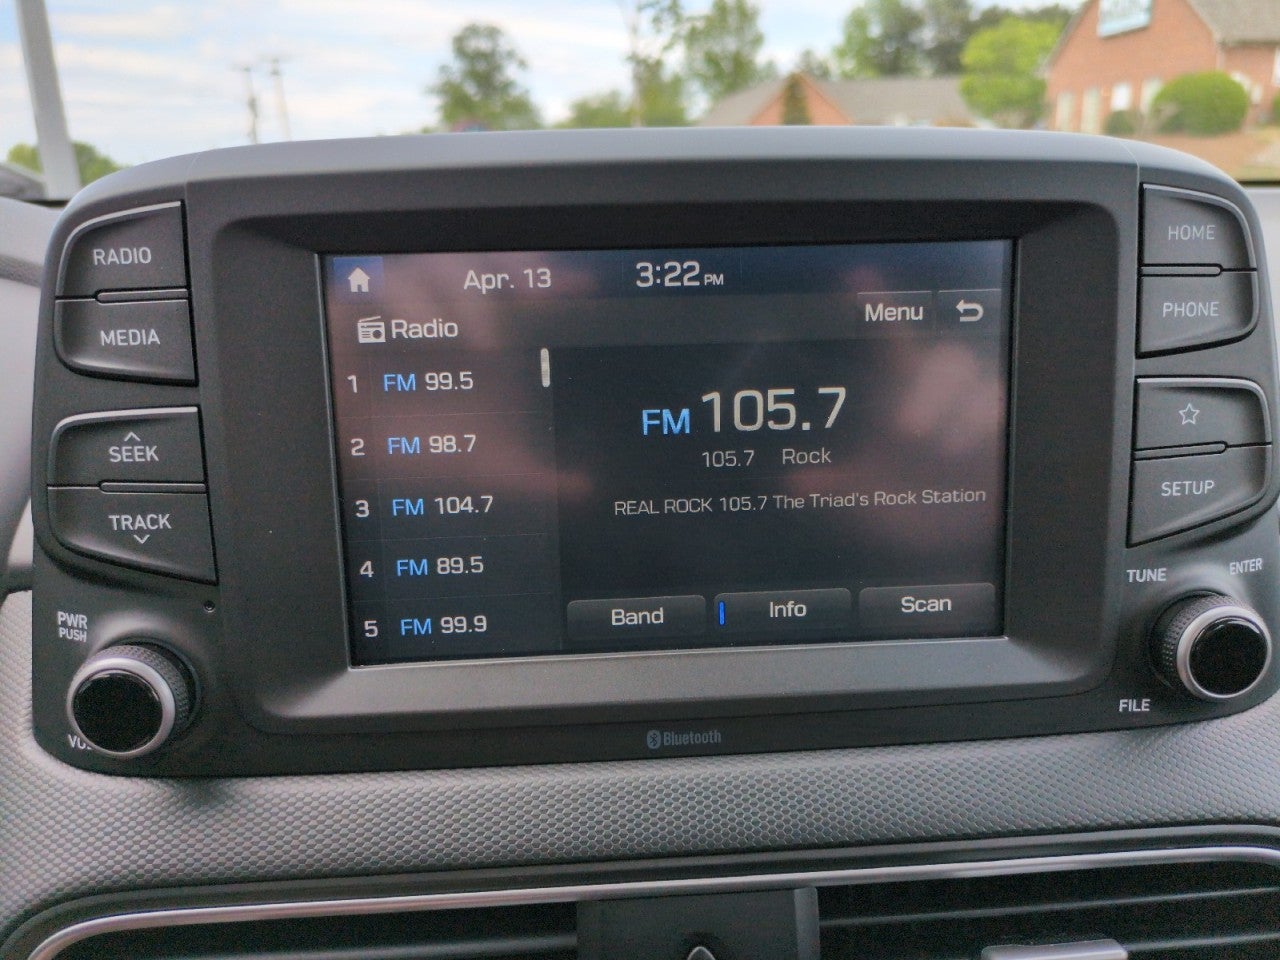 RADIO
MEDIA
SEEK
TRACK
PWR
PUSH
Apr. 13
3:22 PM
Radio
Menu
1 FM 99.5
2 FM 98.7
3 FM 104.7
4 FM 89.5
5 FM 99.9
FM 105.7
105.7 Rock
REAL ROCK 105.7 The Triad's Rock Station
Band
Info
Scan
Bluetooth
HOME
PHONE
SETUP
TUNE
ENTER
FILE